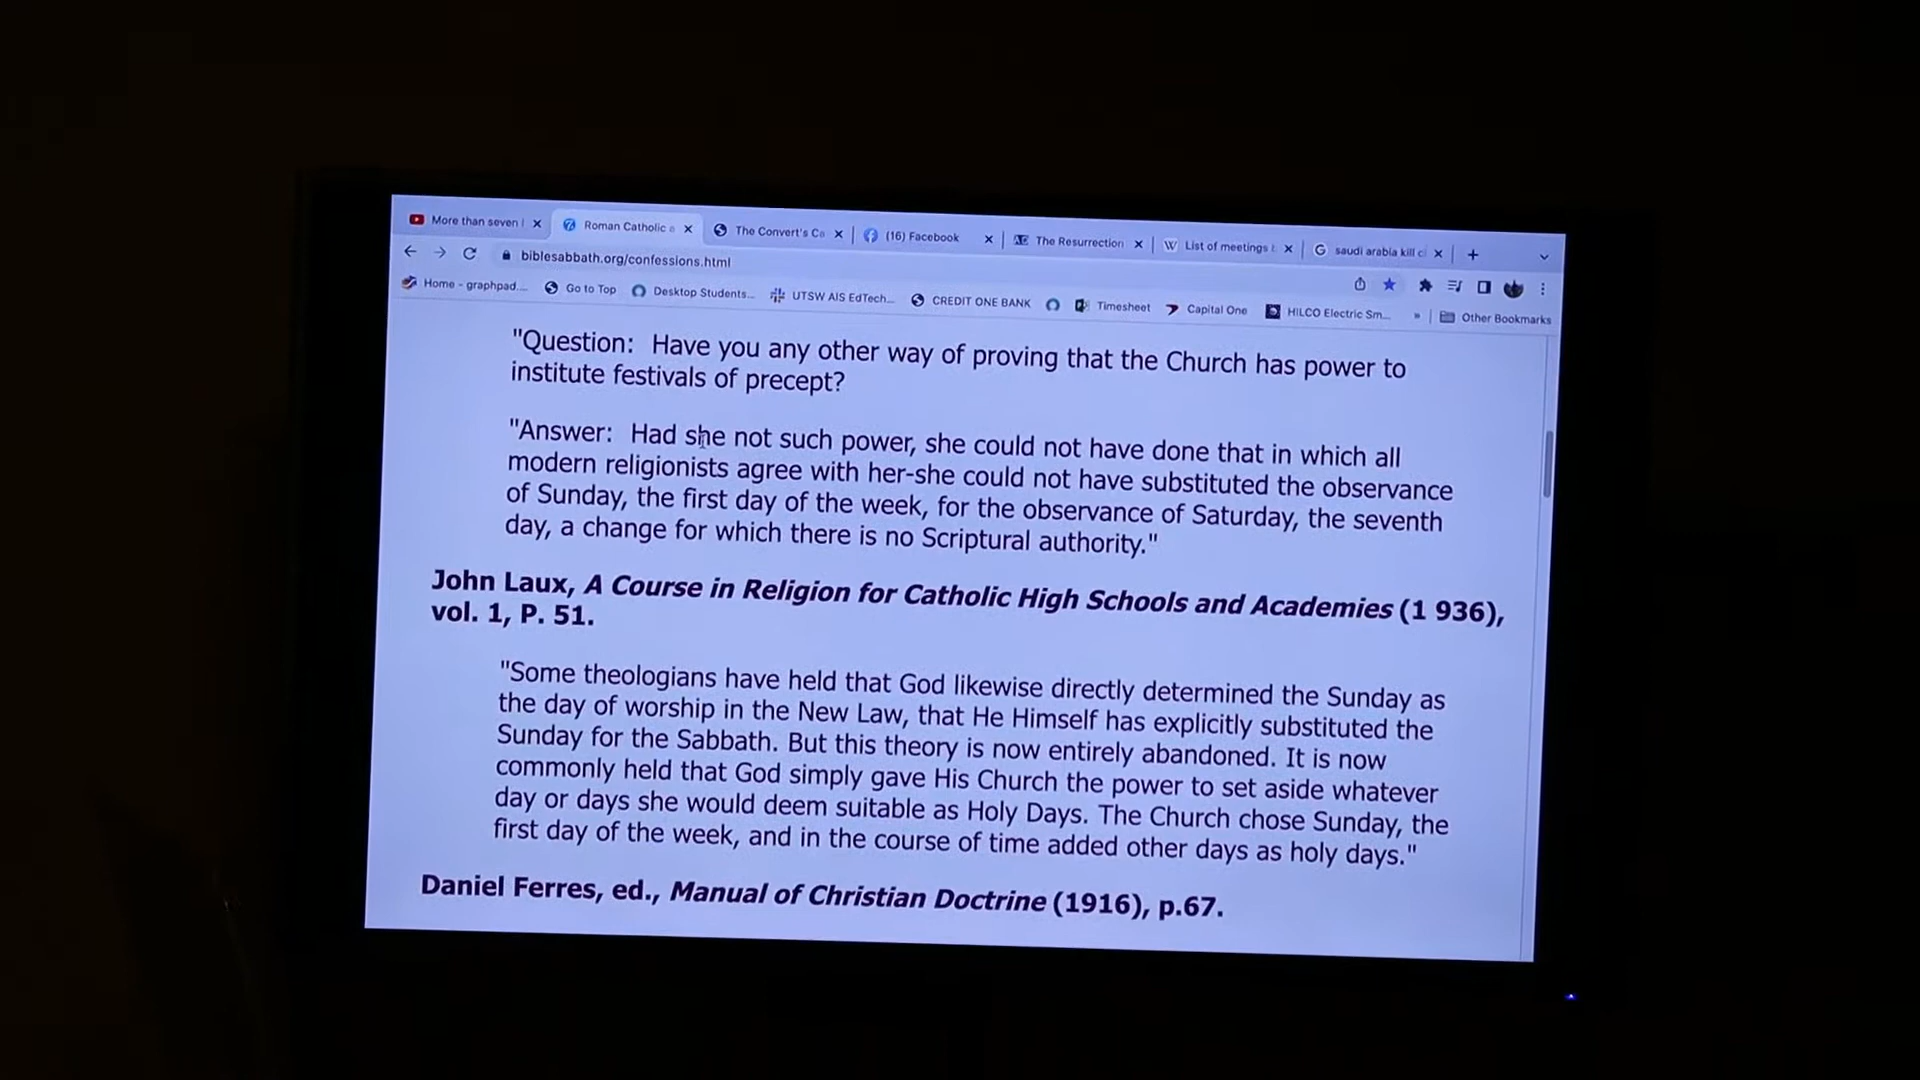 More than seven
Roman Catholic a
The Convert's Ca
(16) Facebook
The Resurrection
List of meetings
saudi arabia kill c
biblesabbath.org/confessions.html
Home - graphpad...
Go to Top
Desktop Students...
UTSW AIS EdTech...
CREDIT ONE BANK
Timesheet
Capital One
HILCO Electric Sm...
»
Other Bookmarks
"Question: Have you any other way of proving that the Church has power to
institute festivals of precept?
"Answer: Had she not such power, she could not have done that in which all
modern religionists agree with her-she could not have substituted the observance
of Sunday, the first day of the week, for the observance of Saturday, the seventh
day, a change for which there is no Scriptural authority."
John Laux, A Course in Religion for Catholic High Schools and Academies (1 936),
vol. 1, P. 51.
"Some theologians have held that God likewise directly determined the Sunday as
the day of worship in the New Law, that He Himself has explicitly substituted the
Sunday for the Sabbath. But this theory is now entirely abandoned. It is now
commonly held that God simply gave His Church the power to set aside whatever
day or days she would deem suitable as Holy Days. The Church chose Sunday, the
first day of the week, and in the course of time added other days as holy days."
Daniel Ferres, ed., Manual of Christian Doctrine (1916), p.67.